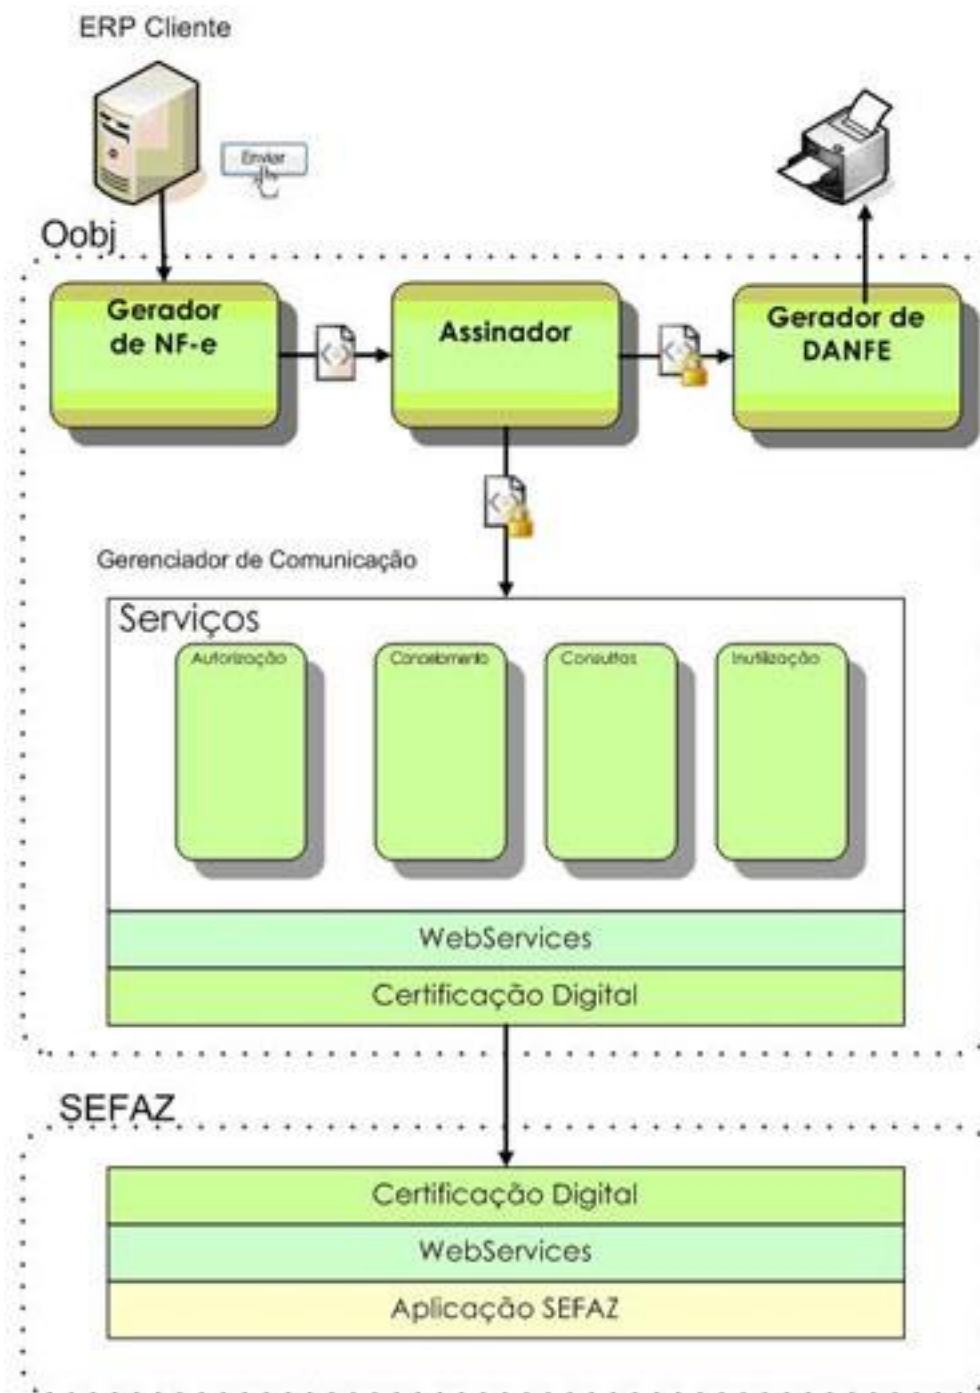 ERP Cliente
Enviar
Oobj
Gerador
de NF-e
Assinador
Gerador de
DANFE
Gerenciador de Comunicação
Serviços
Autorização
Cancelamento
Consultas
Inutilização
WebServices
Certificação Digital
SEFAZ
Certificação Digital
WebServices
Aplicação SEFAZ